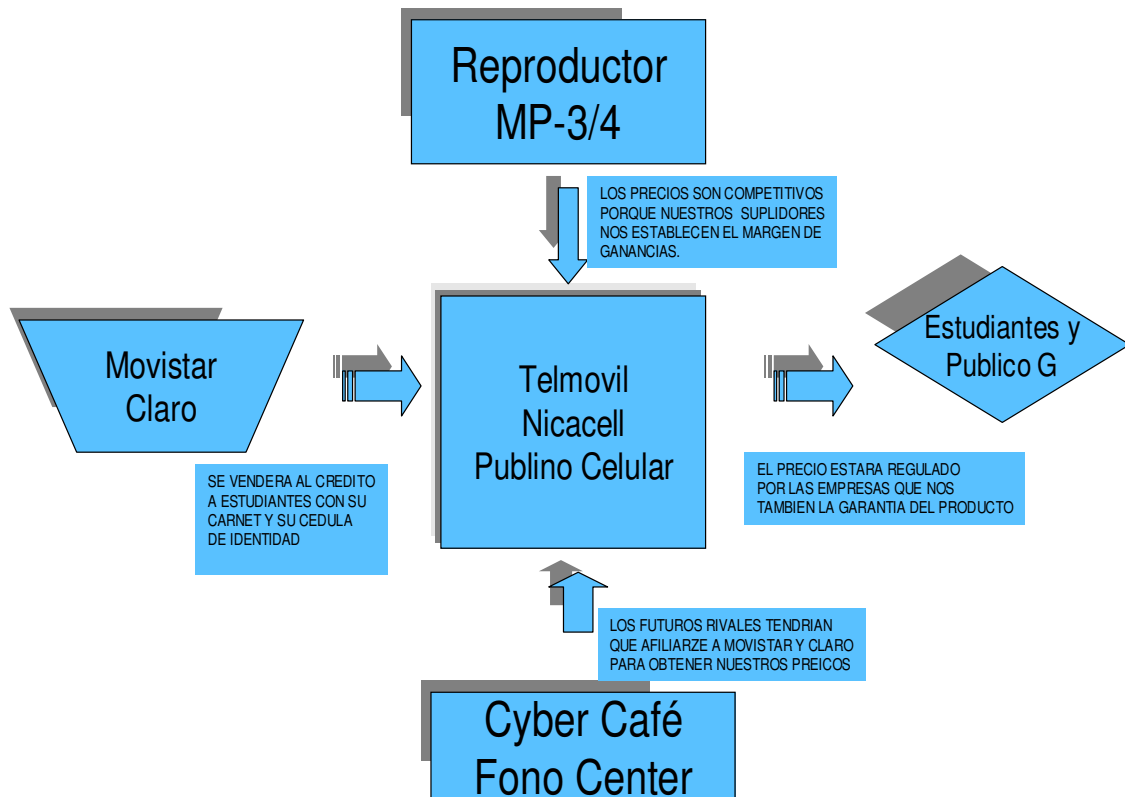 Reproductor
MP-3/4
LOS PRECIOS SON COMPETITIVOS
PORQUE NUESTROS SUPLIDORES
NOS ESTABLECEN EL MARGEN DE
GANANCIAS.
Movistar
Claro
Telmovil
Nicacell
Publino Celular
Estudiantes y
Publico G
SE VENDERA AL CREDITO
A ESTUDIANTES CON SU
CARNET Y SU CEDULA
DE IDENTIDAD
EL PRECIO ESTARA REGULADO
POR LAS EMPRESAS QUE NOS
TAMBIEN LA GARANTIA DEL PRODUCTO
LOS FUTUROS RIVALES TENDRIAN
QUE AFILIARZE A MOVISTAR Y CLARO
PARA OBTENER NUESTROS PREICOS
Cyber Café
Fono Center